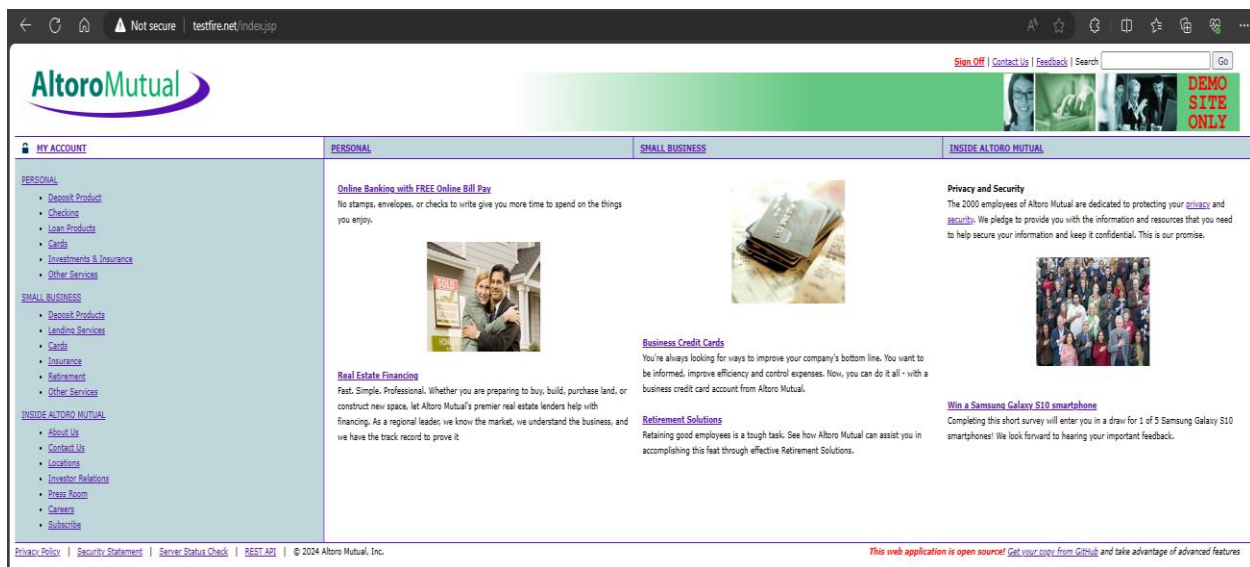 Not secure | testfire.net/index.jsp
Sign Off | Contact Us | Feedback | Search Go
AltoroMutual
DEMO
SITE
ONLY
MY ACCOUNT
PERSONAL
SMALL BUSINESS
INSIDE ALTORO MUTUAL
PERSONAL
Deposit Product
Checking
Loan Products
Cards
Investments & Insurance
Other Services
SMALL BUSINESS
Deposit Products
Lending Services
Cards
Insurance
Retirement
Other Services
INSIDE ALTORO MUTUAL
About Us
Contact Us
Locations
Investor Relations
Press Room
Careers
Subscribe
Online Banking with FREE Online Bill Pay
No stamps, envelopes, or checks to write give you more time to spend on the things
you enjoy.
SOLD
Real Estate Financing
Fast. Simple. Professional. Whether you are preparing to buy, build, purchase land, or
construct new space, let Altoro Mutual's premier real estate lenders help with
financing. As a regional leader, we know the market, we understand the business, and
we have the track record to prove it
Business Credit Cards
You're always looking for ways to improve your company's bottom line. You want to
be informed, improve efficiency and control expenses. Now, you can do it all - with a
business credit card account from Altoro Mutual.
Retirement Solutions
Retaining good employees is a tough task. See how Altoro Mutual can assist you in
accomplishing this feat through effective Retirement Solutions.
Privacy and Security
The 2000 employees of Altoro Mutual are dedicated to protecting your privacy and
security. We pledge to provide you with the information and resources that you need
to help secure your information and keep it confidential. This is our promise.
Win a Samsung Galaxy S10 smartphone
Completing this short survey will enter you in a draw for 1 of 5 Samsung Galaxy S10
smartphones! We look forward to hearing your important feedback.
Privacy Policy | Security Statement | Server Status Check | REST API | © 2024 Altoro Mutual, Inc.
This web application is open source! Get your copy from GitHub and take advantage of advanced features